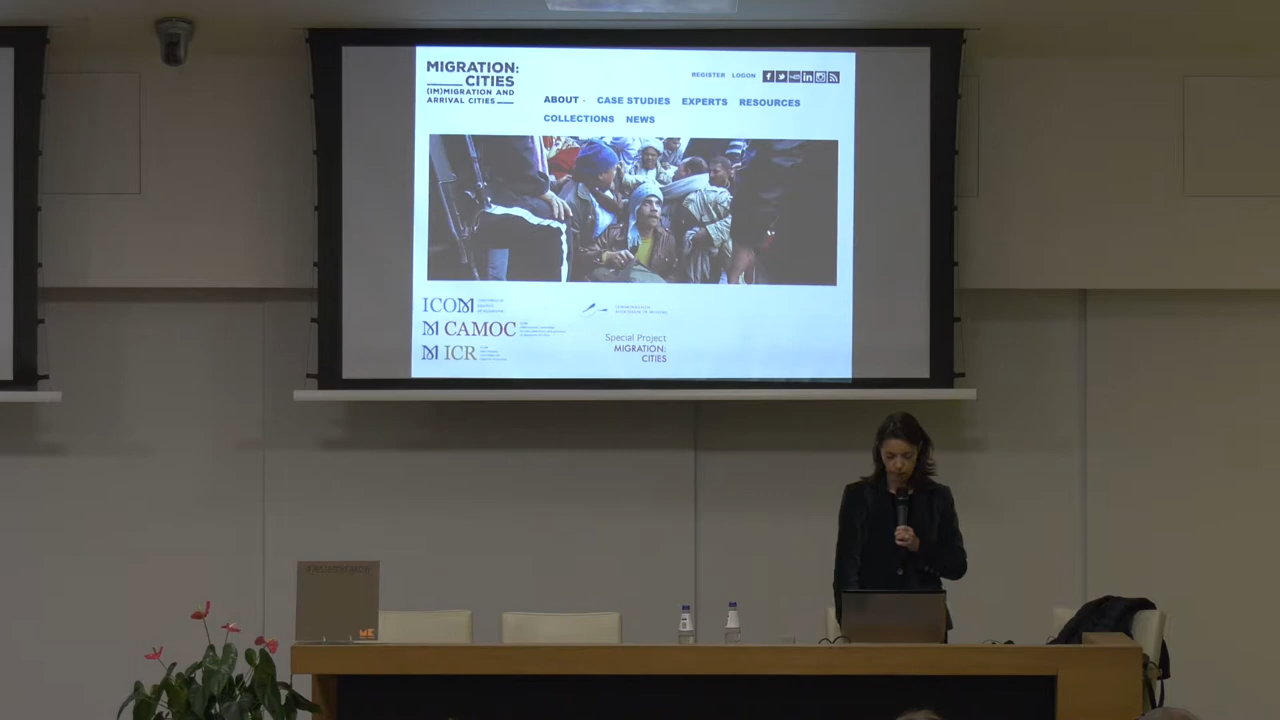 MIGRATION:
CITIES
(IM)MIGRATION AND
ARRIVAL CITIES
REGISTER LOGON
ABOUT CASE STUDIES EXPERTS RESOURCES
COLLECTIONS NEWS
ICOM
CAMOC
ICR
Special Project
MIGRATION:
CITIES